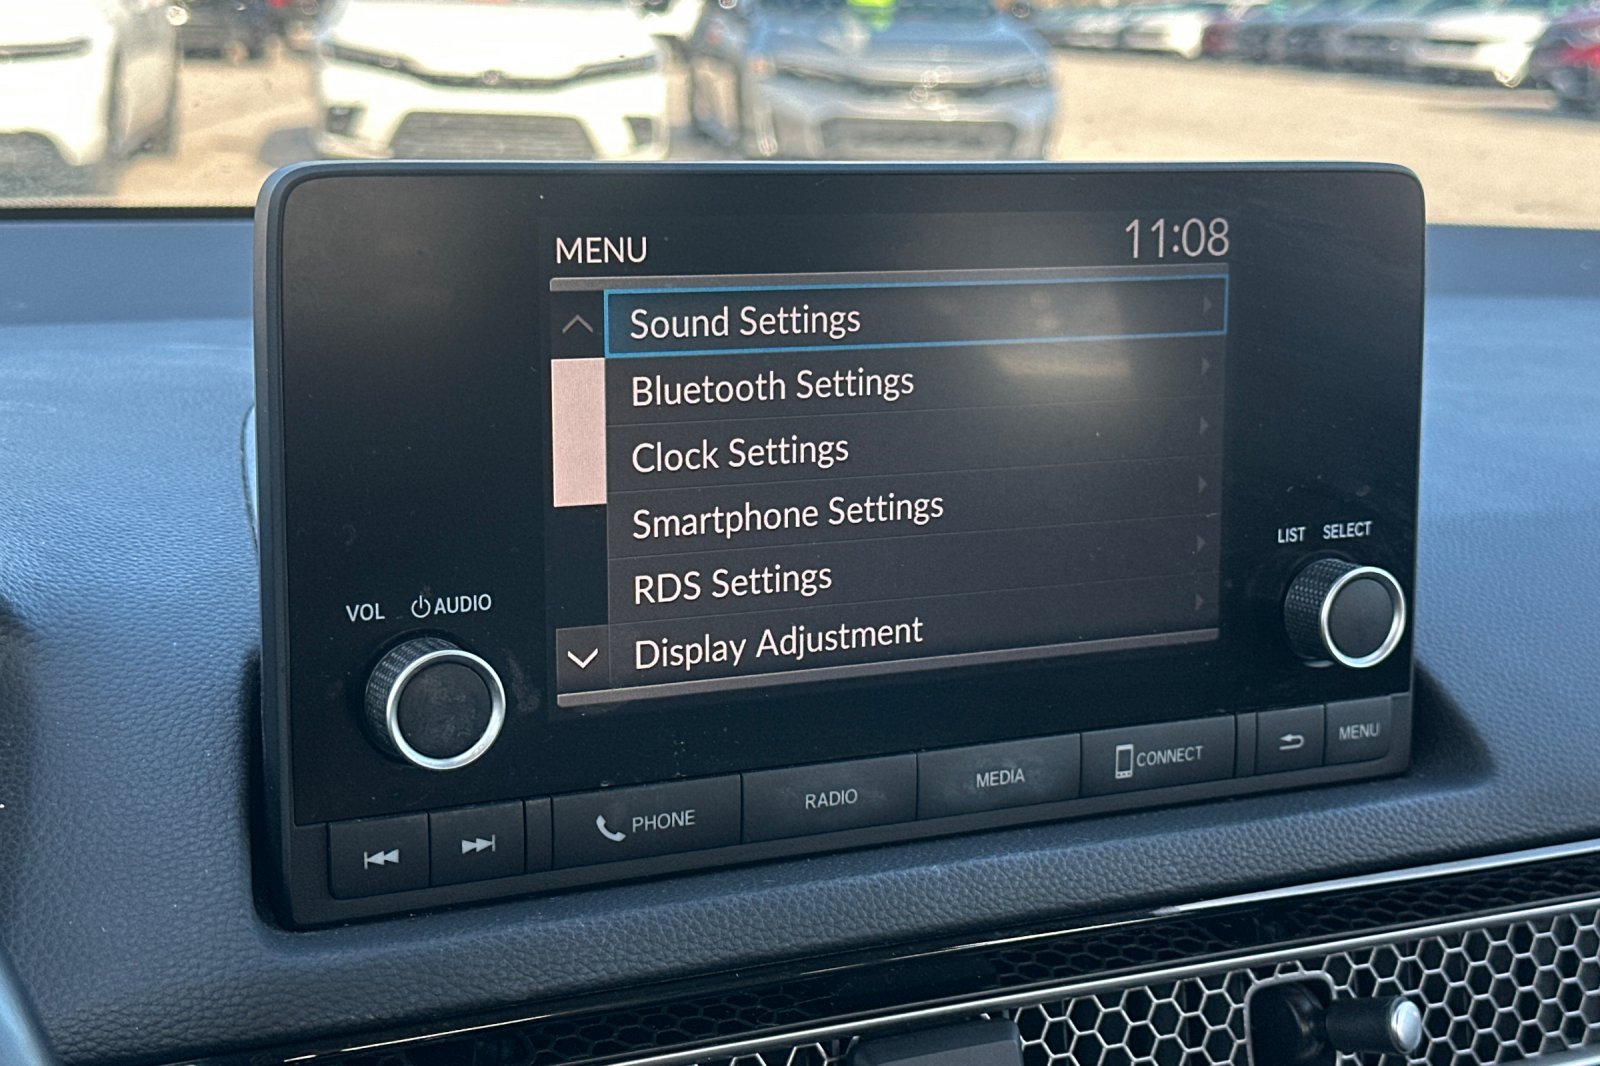 MENU 11:08
Sound Settings
Bluetooth Settings
Clock Settings
Smartphone Settings
RDS Settings
Display Adjustment
LIST SELECT
VOL AUDIO
PHONE RADIO MEDIA CONNECT MENU